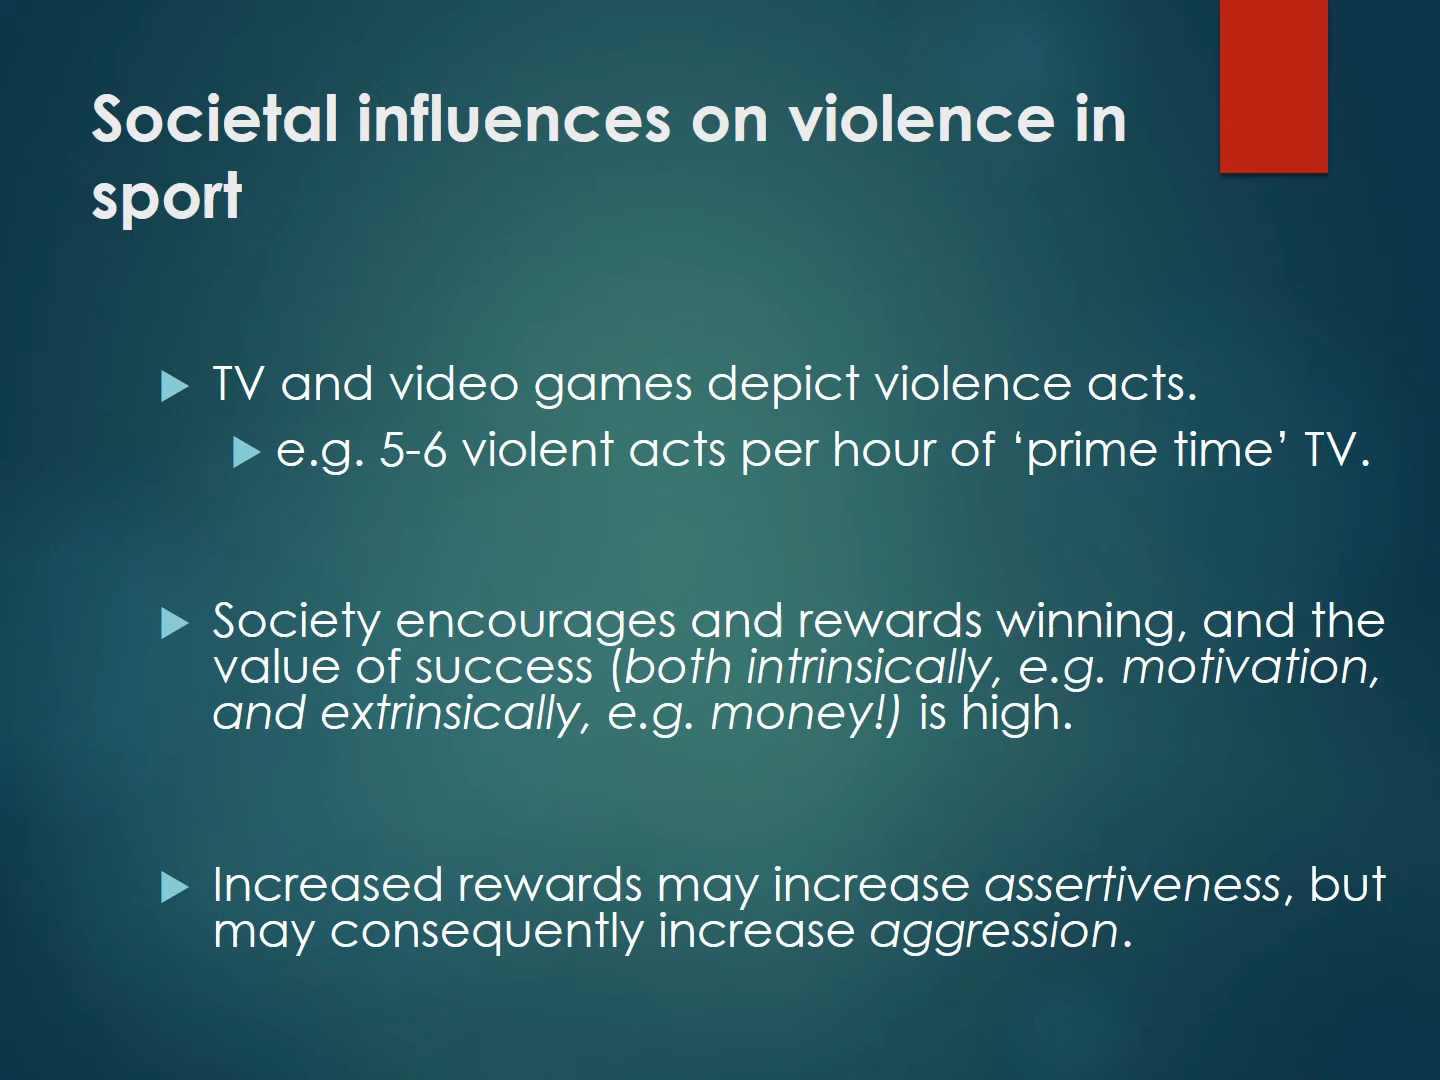 Societal influences on violence in
sport
TV and video games depict violence acts.
e.g. 5-6 violent acts per hour of ‘prime time’ TV.
Society encourages and rewards winning, and the
value of success (both intrinsically, e.g. motivation,
and extrinsically, e.g. money!) is high.
Increased rewards may increase assertiveness, but
may consequently increase aggression.